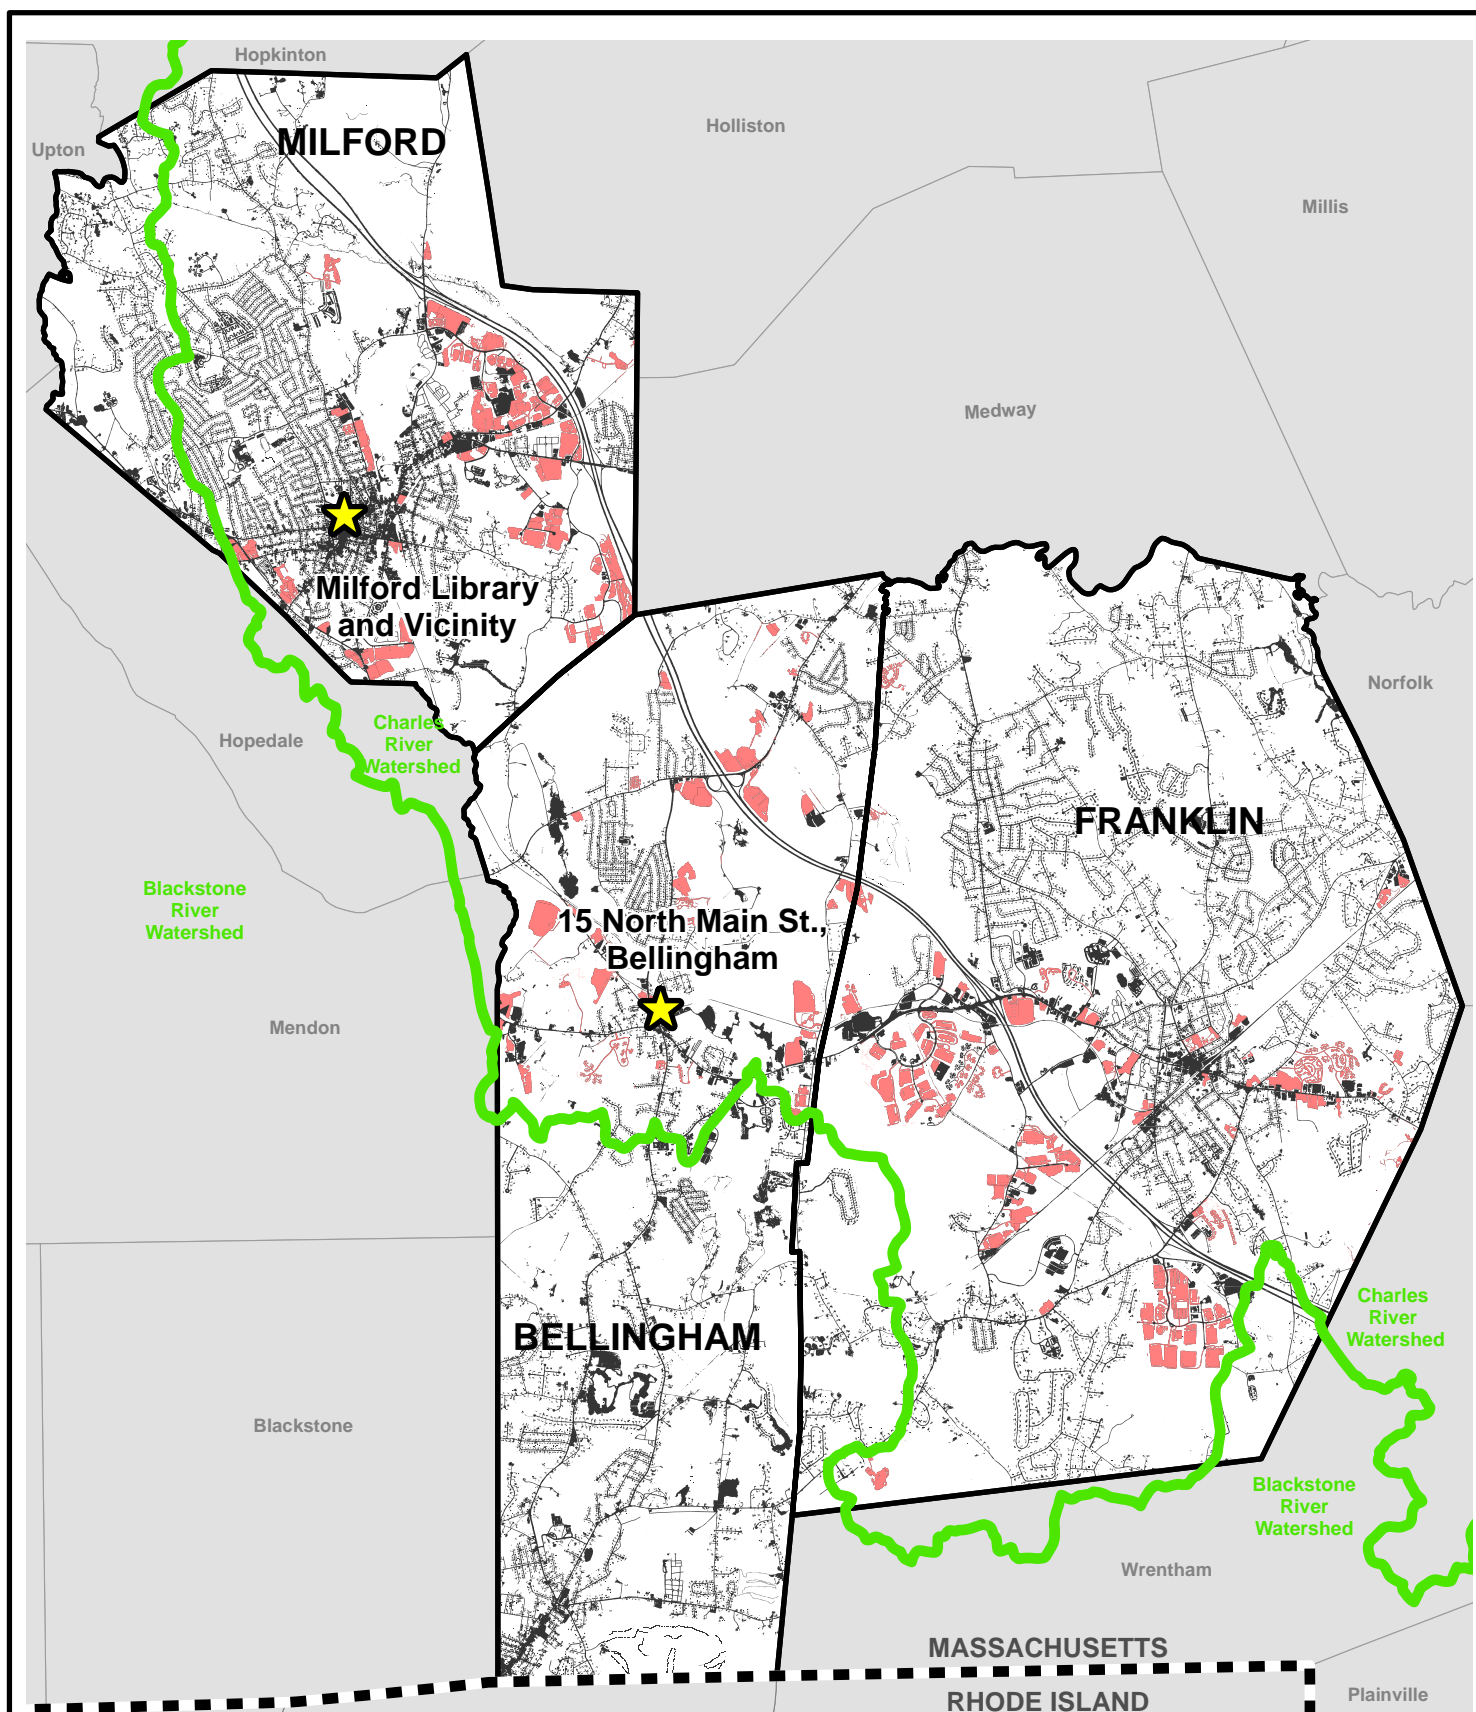 Hopkinton
Holliston
MILFORD
Upton
Millis
Medway
Milford Library
and Vicinity
Norfolk
Charles
River
Watershed
Hopedale
FRANKLIN
Blackstone
River
Watershed
15 North Main St.,
Bellingham
Mendon
Charles
River
Watershed
BELLINGHAM
Blackstone
Blackstone
River
Watershed
Wrentham
MASSACHUSETTS
RHODE ISLAND
Plainville